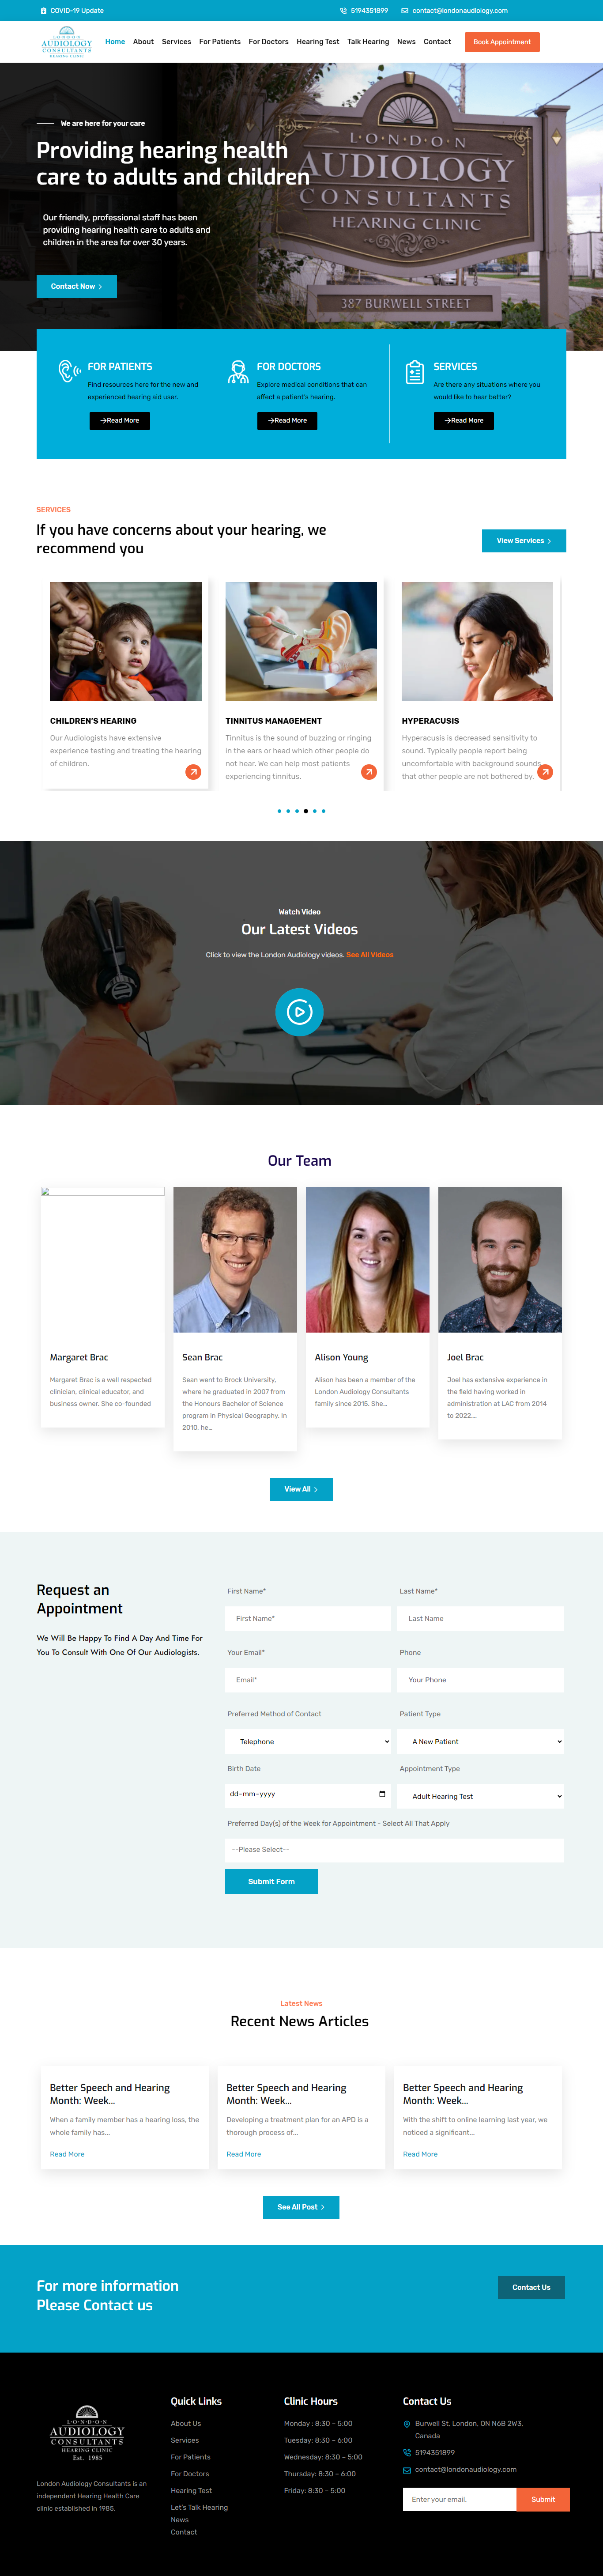 COVID-19 Update
5194351899
contact@londonaudiology.com
LONDON
AUDIOLOGY
CONSULTANTS
HEARING CLINIC
Home About Services For Patients For Doctors Hearing Test Talk Hearing News Contact
Book Appointment
We are here for your care
Providing hearing health
care to adults and children
Our friendly, professional staff has been
providing hearing health care to adults and
children in the area for over 30 years.
Contact Now
L·O·N·D·O·N
AUDIOLOGY
CONSULTANTS
HEARING CLINIC
387 BURWELL STREET
FOR PATIENTS
Find resources here for the new and
experienced hearing aid user.
Read More
FOR DOCTORS
Explore medical conditions that can
affect a patient's hearing.
Read More
SERVICES
Are there any situations where you
would like to hear better?
Read More
SERVICES
If you have concerns about your hearing, we
recommend you
View Services
CHILDREN'S HEARING
Our Audiologists have extensive
experience testing and treating the hearing
of children.
TINNITUS MANAGEMENT
Tinnitus is the sound of buzzing or ringing
in the ears or head which other people do
not hear. We can help most patients
experiencing tinnitus.
HYPERACUSIS
Hyperacusis is decreased sensitivity to
sound. Typically people report being
uncomfortable with background sounds
that other people are not bothered by.
Watch Video
Our Latest Videos
Click to view the London Audiology videos. See All Videos
Our Team
Margaret Brac
Margaret Brac is a well respected
clinician, clinical educator, and
business owner. She co-founded
Sean Brac
Sean went to Brock University,
where he graduated in 2007 from
the Honours Bachelor of Science
program in Physical Geography. In
2010, he...
Alison Young
Alison has been a member of the
London Audiology Consultants
family since 2015. She...
Joel Brac
Joel has extensive experience in
the field having worked in
administration at LAC from 2014
to 2022....
View All
Request an
Appointment
We Will Be Happy To Find A Day And Time For
You To Consult With One Of Our Audiologists.
First Name*
Last Name*
First Name*
Last Name
Your Email*
Phone
Email*
Your Phone
Preferred Method of Contact
Patient Type
Telephone
A New Patient
Birth Date
Appointment Type
dd-mm-yyyy
Adult Hearing Test
Preferred Day(s) of the Week for Appointment - Select All That Apply
--Please Select--
Submit Form
Latest News
Recent News Articles
Better Speech and Hearing
Month: Week...
When a family member has a hearing loss, the
whole family has...
Read More
Better Speech and Hearing
Month: Week...
Developing a treatment plan for an APD is a
thorough process of...
Read More
Better Speech and Hearing
Month: Week...
With the shift to online learning last year, we
noticed a significant...
Read More
See All Post
For more information
Please Contact us
Contact Us
LONDON
AUDIOLOGY
CONSULTANTS
HEARING CLINIC
Est. 1985
London Audiology Consultants is an
independent Hearing Health Care
clinic established in 1985.
Quick Links
About Us
Services
For Patients
For Doctors
Hearing Test
Let's Talk Hearing
News
Contact
Clinic Hours
Monday : 8:30 – 5:00
Tuesday: 8:30 – 6:00
Wednesday: 8:30 – 5:00
Thursday: 8:30 – 6:00
Friday: 8:30 – 5:00
Contact Us
Burwell St, London, ON N6B 2W3,
Canada
5194351899
contact@londonaudiology.com
Enter your email.
Submit